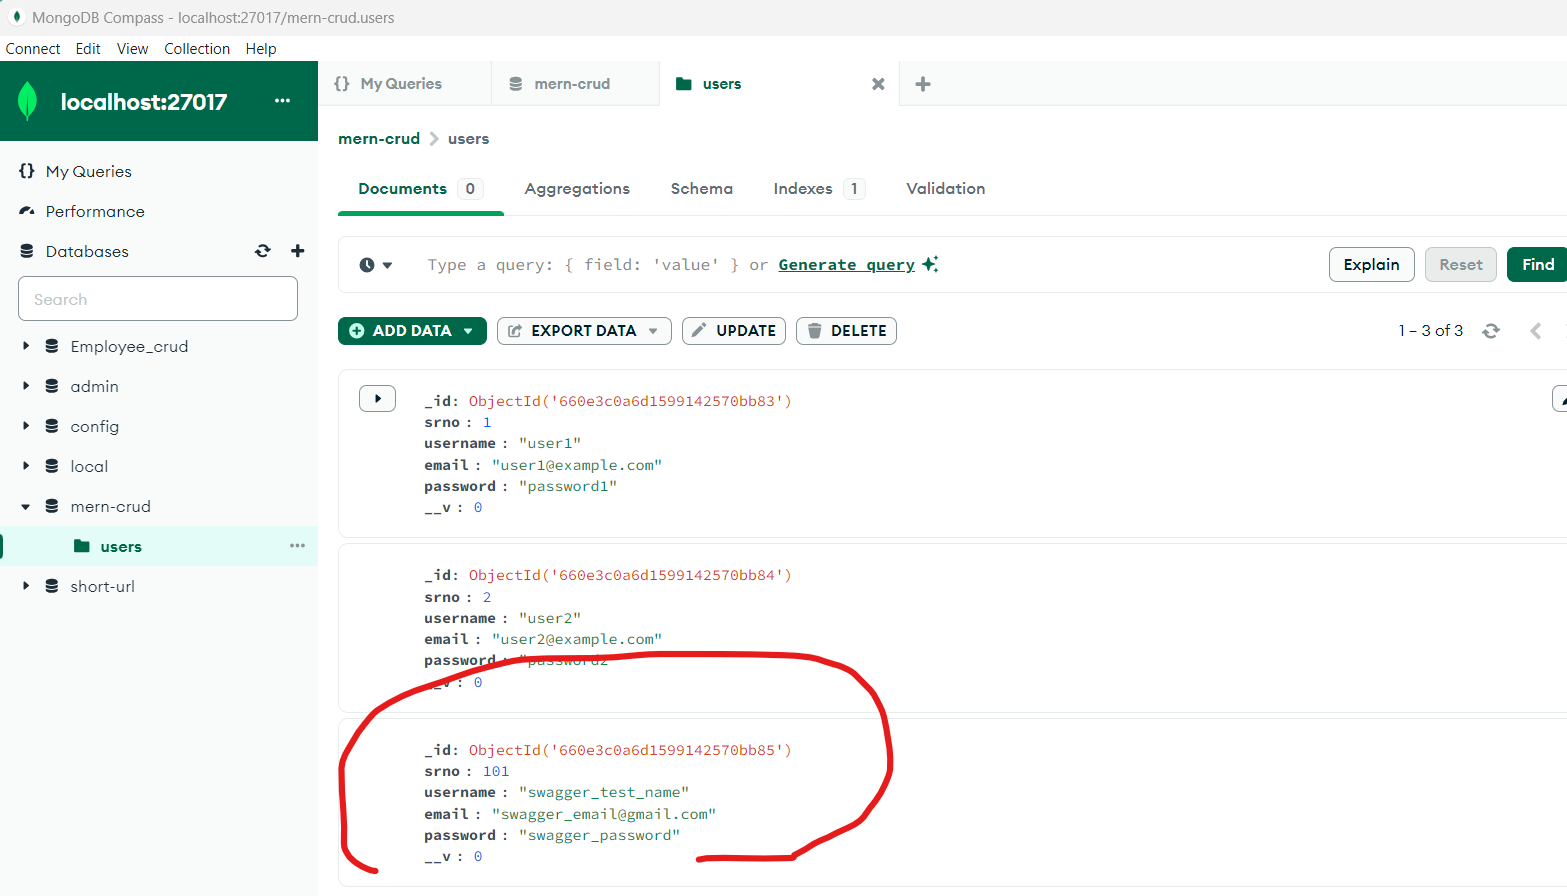 MongoDB Compass - localhost:27017/mern-crud.users
Connect Edit View Collection Help
localhost:27017 ···
My Queries
mern-crud
users
mern-crud > users
My Queries
Performance
Databases
Search
Employee_crud
admin
config
local
mern-crud
users ···
short-url
Documents 0 Aggregations Schema Indexes 1 Validation
Type a query: { field: 'value' } or Generate query
Explain Reset Find
ADD DATA EXPORT DATA UPDATE DELETE 1 – 3 of 3
_id: ObjectId('660e3c0a6d1599142570bb83')
srno : 1
username : "user1"
email : "user1@example.com"
password : "password1"
__v : 0
_id: ObjectId('660e3c0a6d1599142570bb84')
srno : 2
username : "user2"
email : "user2@example.com"
password : "password2"
__v : 0
_id: ObjectId('660e3c0a6d1599142570bb85')
srno : 101
username : "swagger_test_name"
email : "swagger_email@gmail.com"
password : "swagger_password"
__v : 0